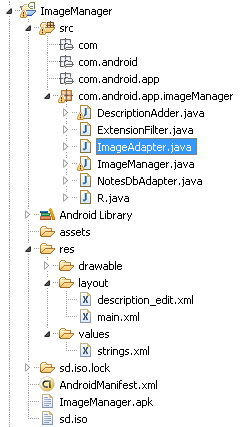 ImageManager
src
com
com.android
com.android.app
com.android.app.imageManager
DescriptionAdder.java
ExtensionFilter.java
ImageAdapter.java
ImageManager.java
NotesDbAdapter.java
R.java
Android Library
assets
res
drawable
layout
description_edit.xml
main.xml
values
strings.xml
sd.iso.lock
AndroidManifest.xml
ImageManager.apk
sd.iso